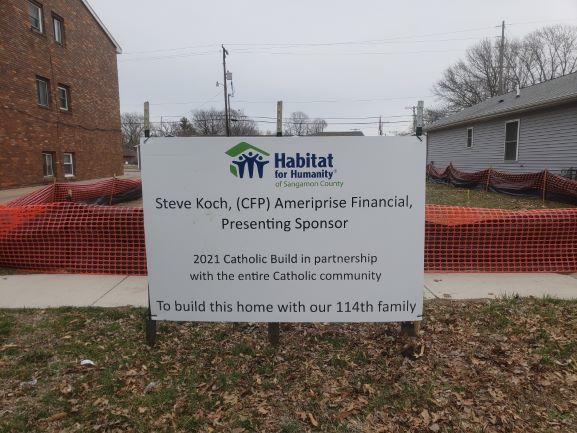 Habitat
for Humanity®
of Sangamon County
Steve Koch, (CFP) Ameriprise Financial,
Presenting Sponsor
2021 Catholic Build in partnership
with the entire Catholic community
To build this home with our 114th family